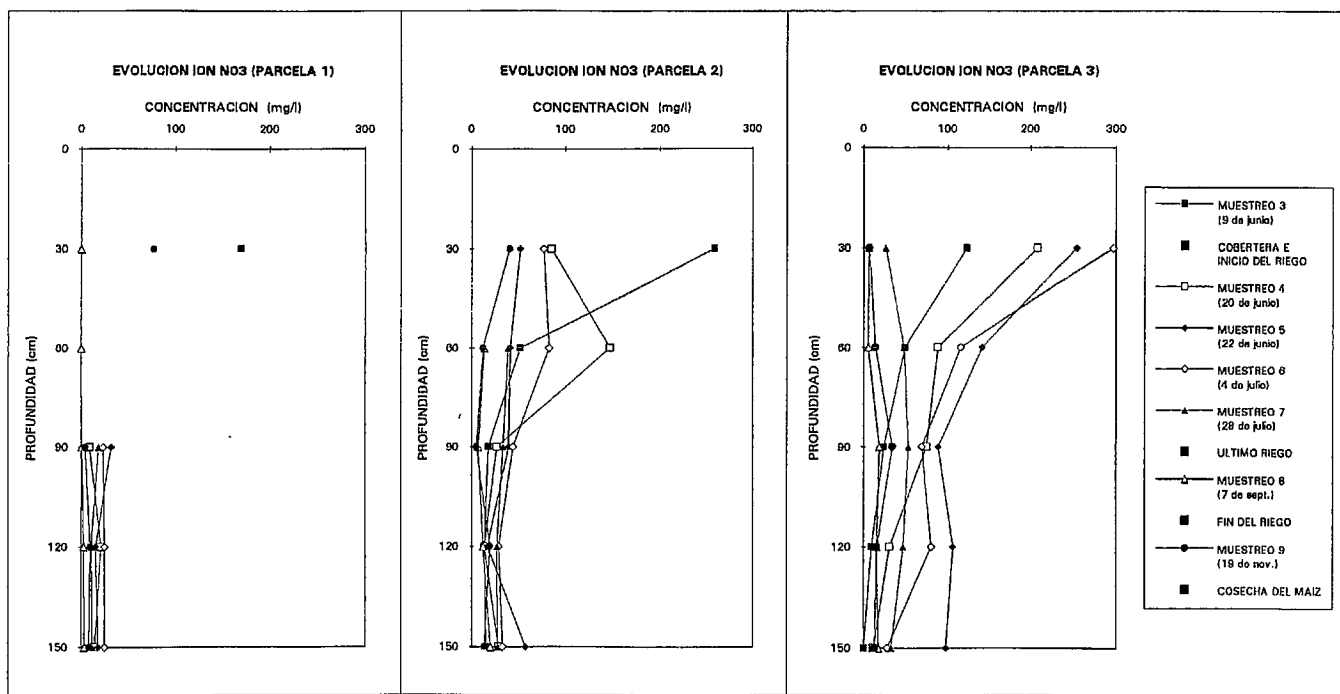 EVOLUCION ION NO3 (PARCELA 1)
CONCENTRACION (mg/l)
0 100 200 300
0
30
60
90
120
150
PROFUNDIDAD (cm)
EVOLUCION ION NO3 (PARCELA 2)
CONCENTRACION (mg/l)
0 100 200 300
0
30
60
90
120
150
PROFUNDIDAD (cm)
EVOLUCION ION NO3 (PARCELA 3)
CONCENTRACION (mg/l)
0 100 200 300
0
30
60
90
120
150
PROFUNDIDAD (cm)
MUESTREO 3
(9 de junio)
COBERTERA E
INICIO DEL RIEGO
MUESTREO 4
(20 de junio)
MUESTREO 5
(22 de junio)
MUESTREO 6
(4 de julio)
MUESTREO 7
(28 de julio)
ULTIMO RIEGO
MUESTREO 8
(7 de sept.)
FIN DEL RIEGO
MUESTREO 9
(19 de nov.)
COSECHA DEL MAIZ